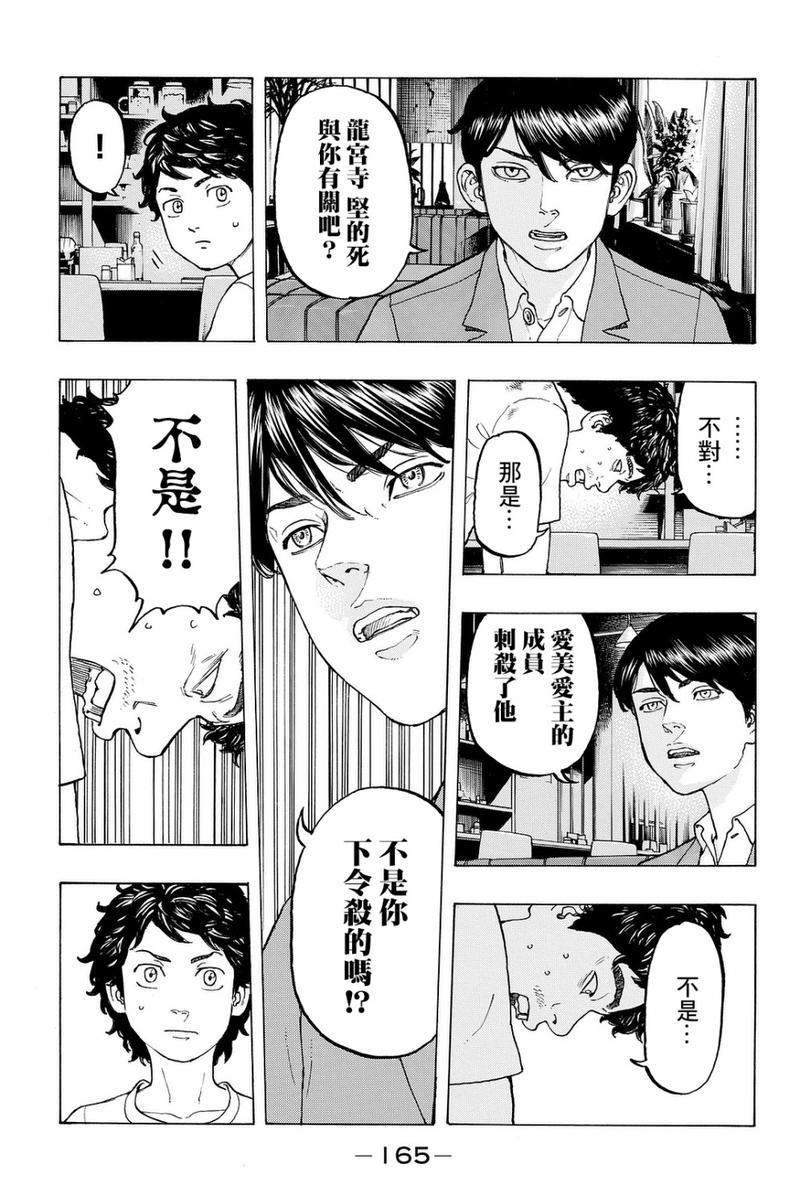 龍宮寺 堅的死
與你有關吧？
！
……
不對…
那是…
愛美愛主的
成員
刺殺了他
不是…
不是你
下令殺的嗎!?
不是!!
—165—